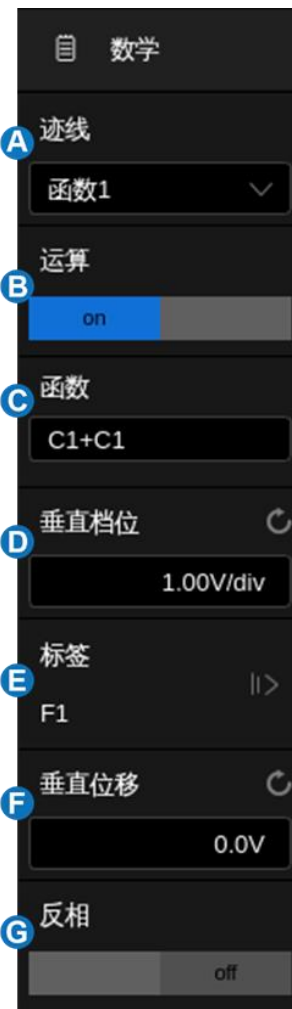 数学
A
迹线
函数1
B
运算
on
C
函数
C1+C1
D
垂直档位
1.00V/div
E
标签
F1
F
垂直位移
0.0V
G
反相
off